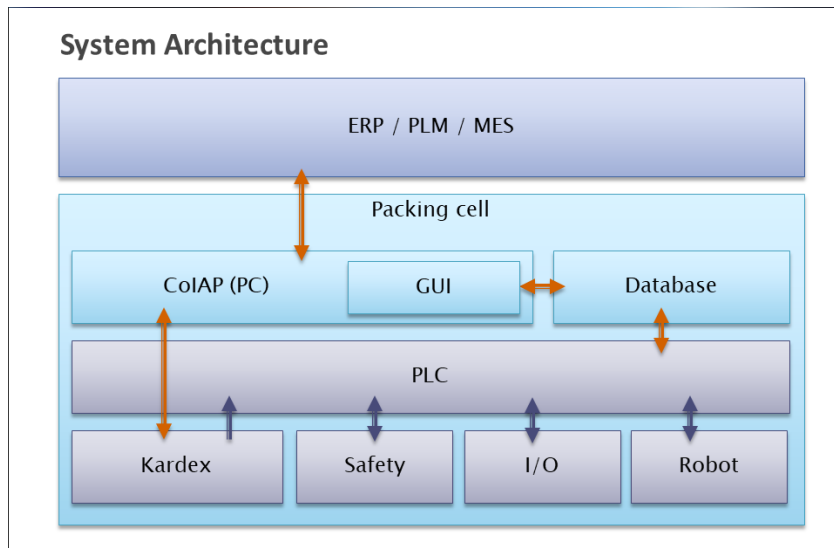 System Architecture
ERP / PLM / MES
Packing cell
CoIAP (PC)
GUI
Database
PLC
Kardex
Safety
I/O
Robot